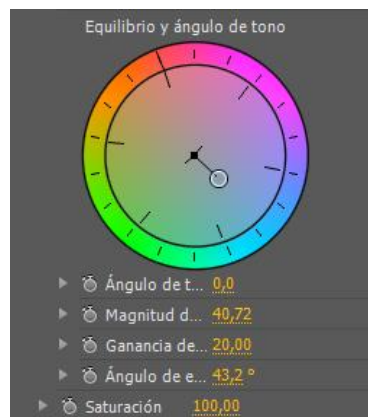 Equilibrio y ángulo de tono
Ángulo de t... 0,0
Magnitud d... 40,72
Ganancia de... 20,00
Ángulo de e... 43,2 °
Saturación 100,00